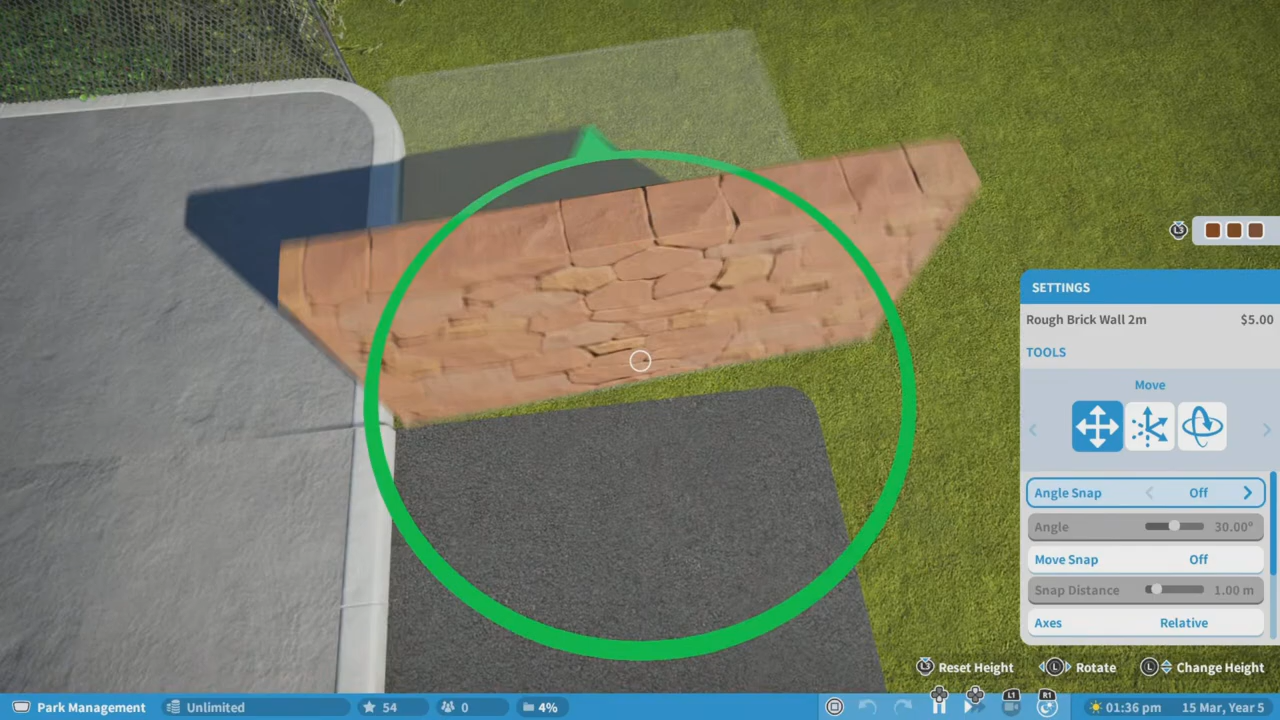 SETTINGS
Rough Brick Wall 2m $5.00
TOOLS
Move
Angle Snap Off
Angle 30.00°
Move Snap Off
Snap Distance 1.00 m
Axes Relative
L Reset Height L Rotate L Change Height
Park Management Unlimited 54 0 4% L1 R1 01:36 pm 15 Mar, Year 5